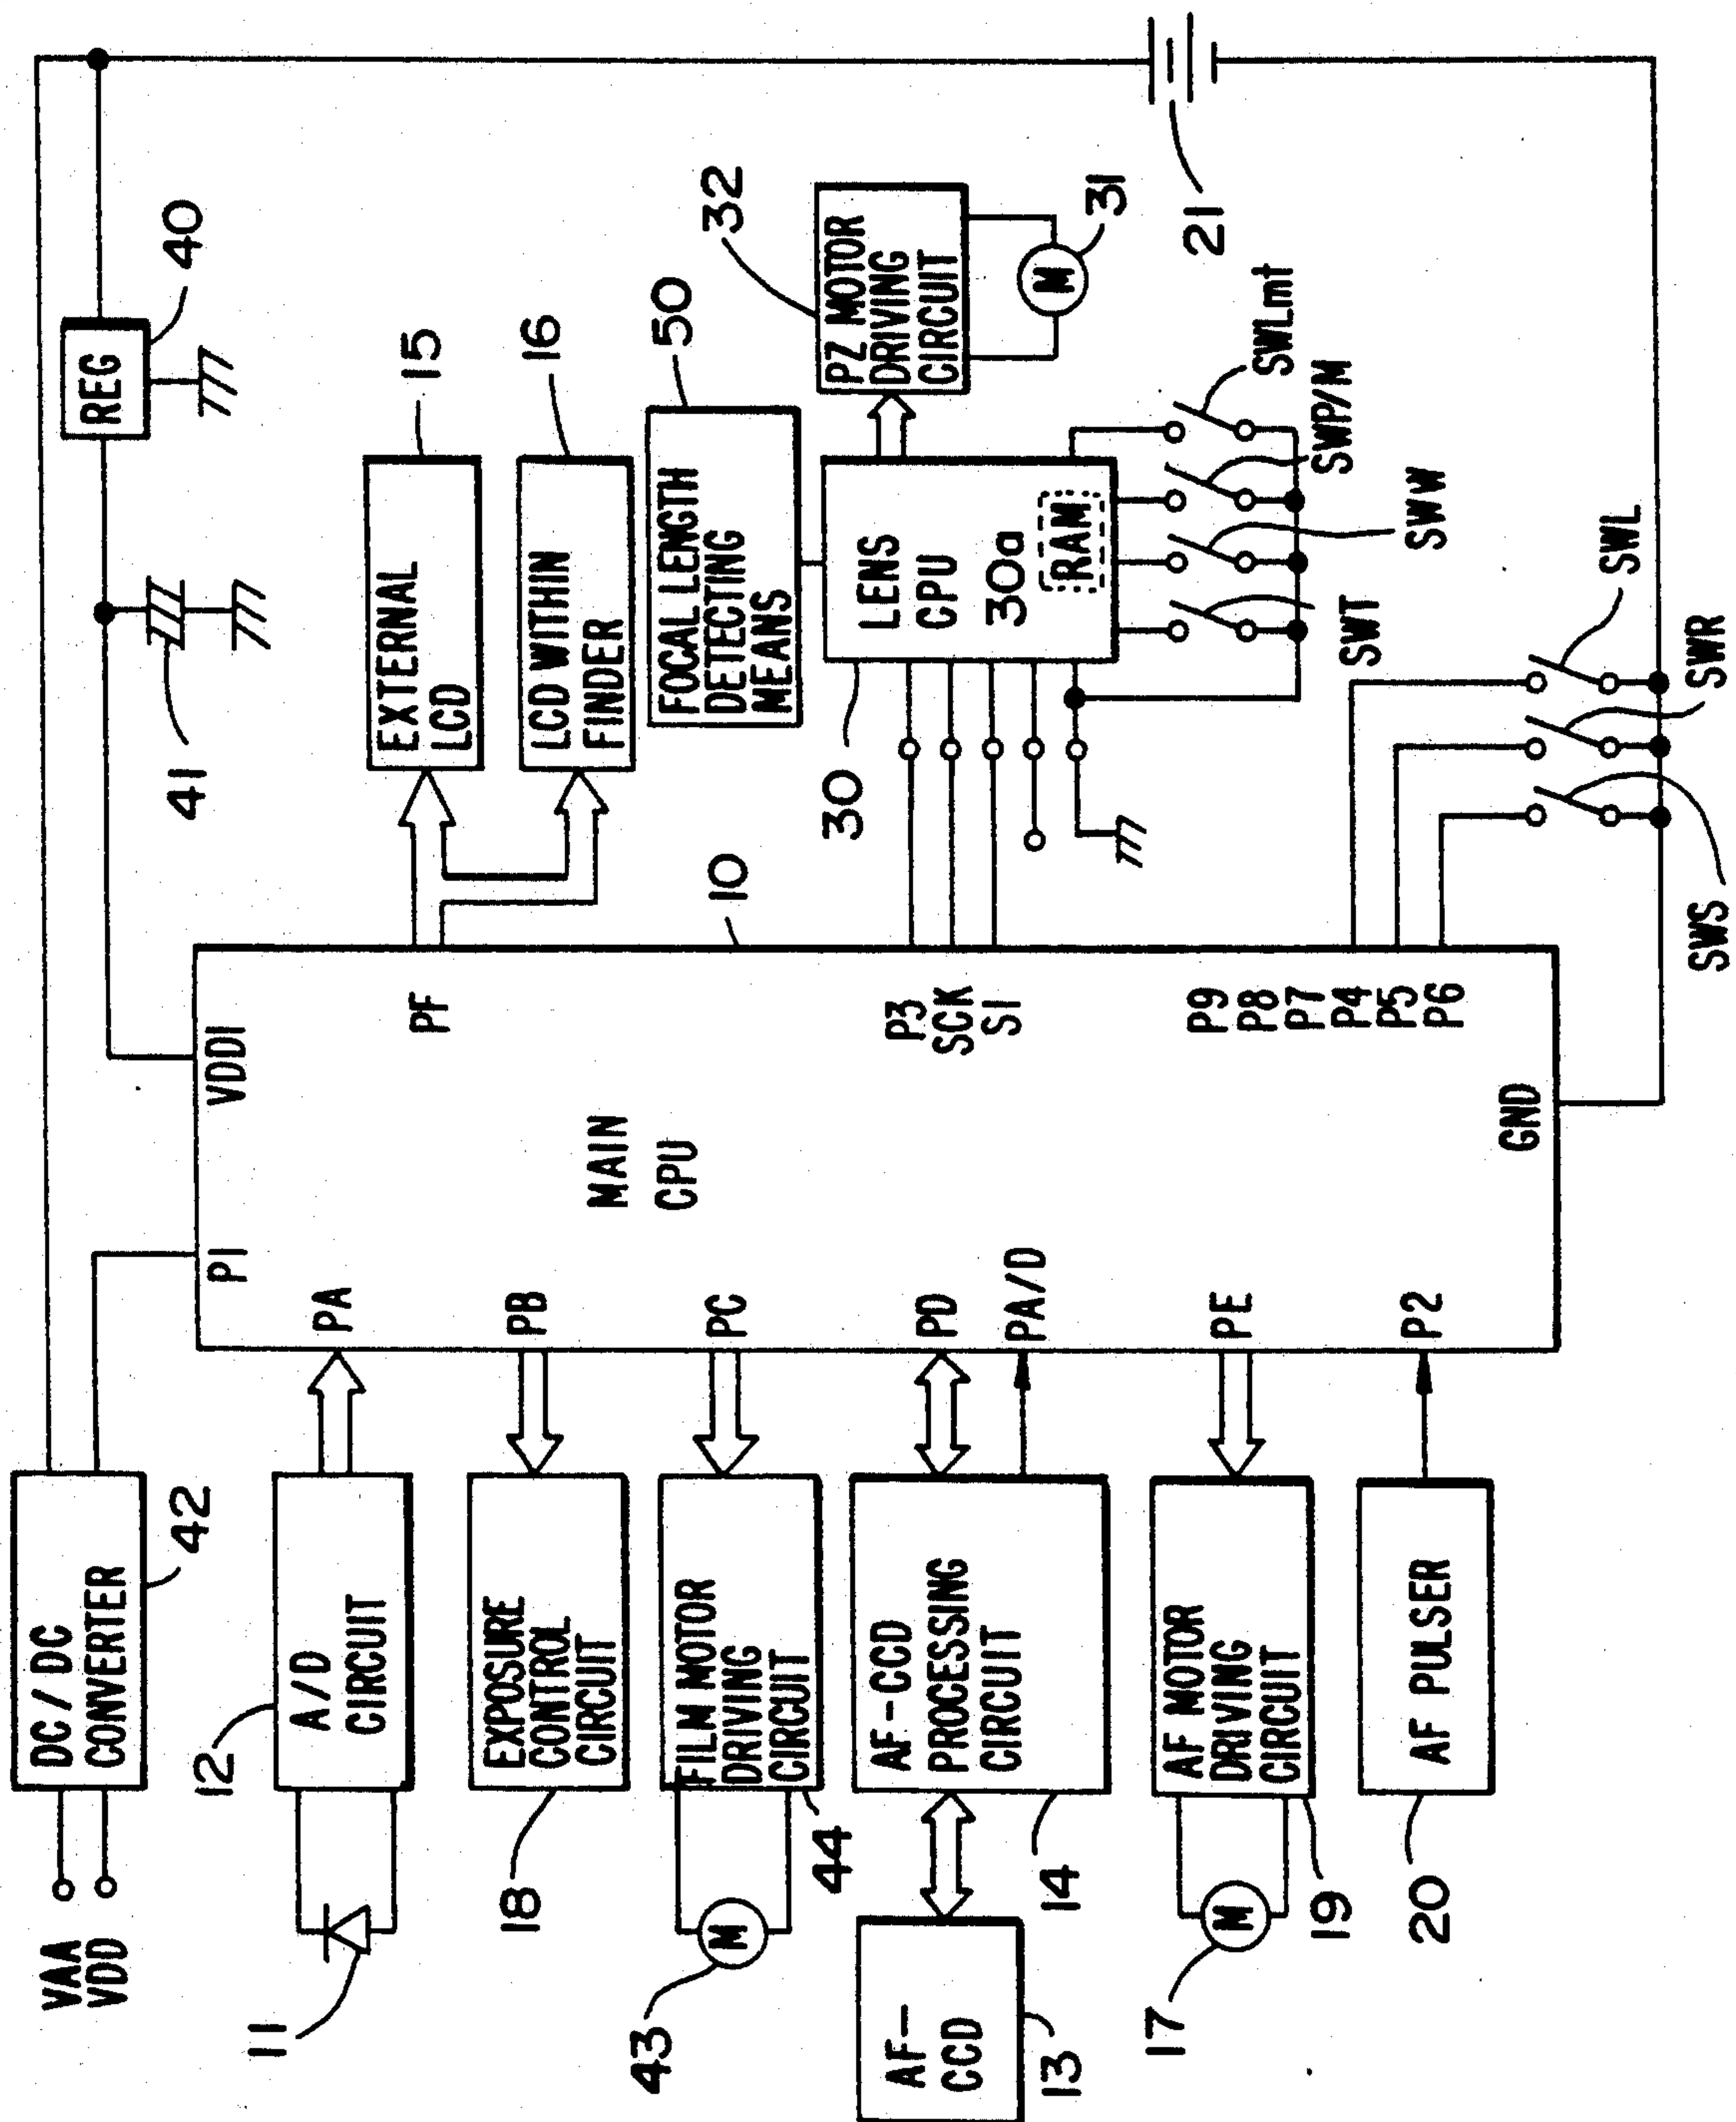 VAA
VDD
DC/DC
CONVERTER
42
11
12
A/D
CIRCUIT
18
EXPOSURE
CONTROL
CIRCUIT
43
FILM MOTOR
DRIVING
CIRCUIT
44
AF-
CCD
13
AF-CCD
PROCESSING
CIRCUIT
14
17
AF MOTOR
DRIVING
CIRCUIT
19
20
AF PULSER
P1
PA
PB
PC
PD
PA/D
PE
P2
MAIN
CPU
10
VDD1
PF
P3
SCK
S1
P9
P8
P7
P4
P5
P6
GND
41
REG
40
EXTERNAL
LCD
15
LCD WITHIN
FINDER
16
FOCAL LENGTH
DETECTING
MEANS
50
30
LENS
CPU
30a
RAM
PZ MOTOR
DRIVING
CIRCUIT
32
M
31
M
M
21
SWLmt
SWP/M
SWW
SWT
SWL
SWR
SWS